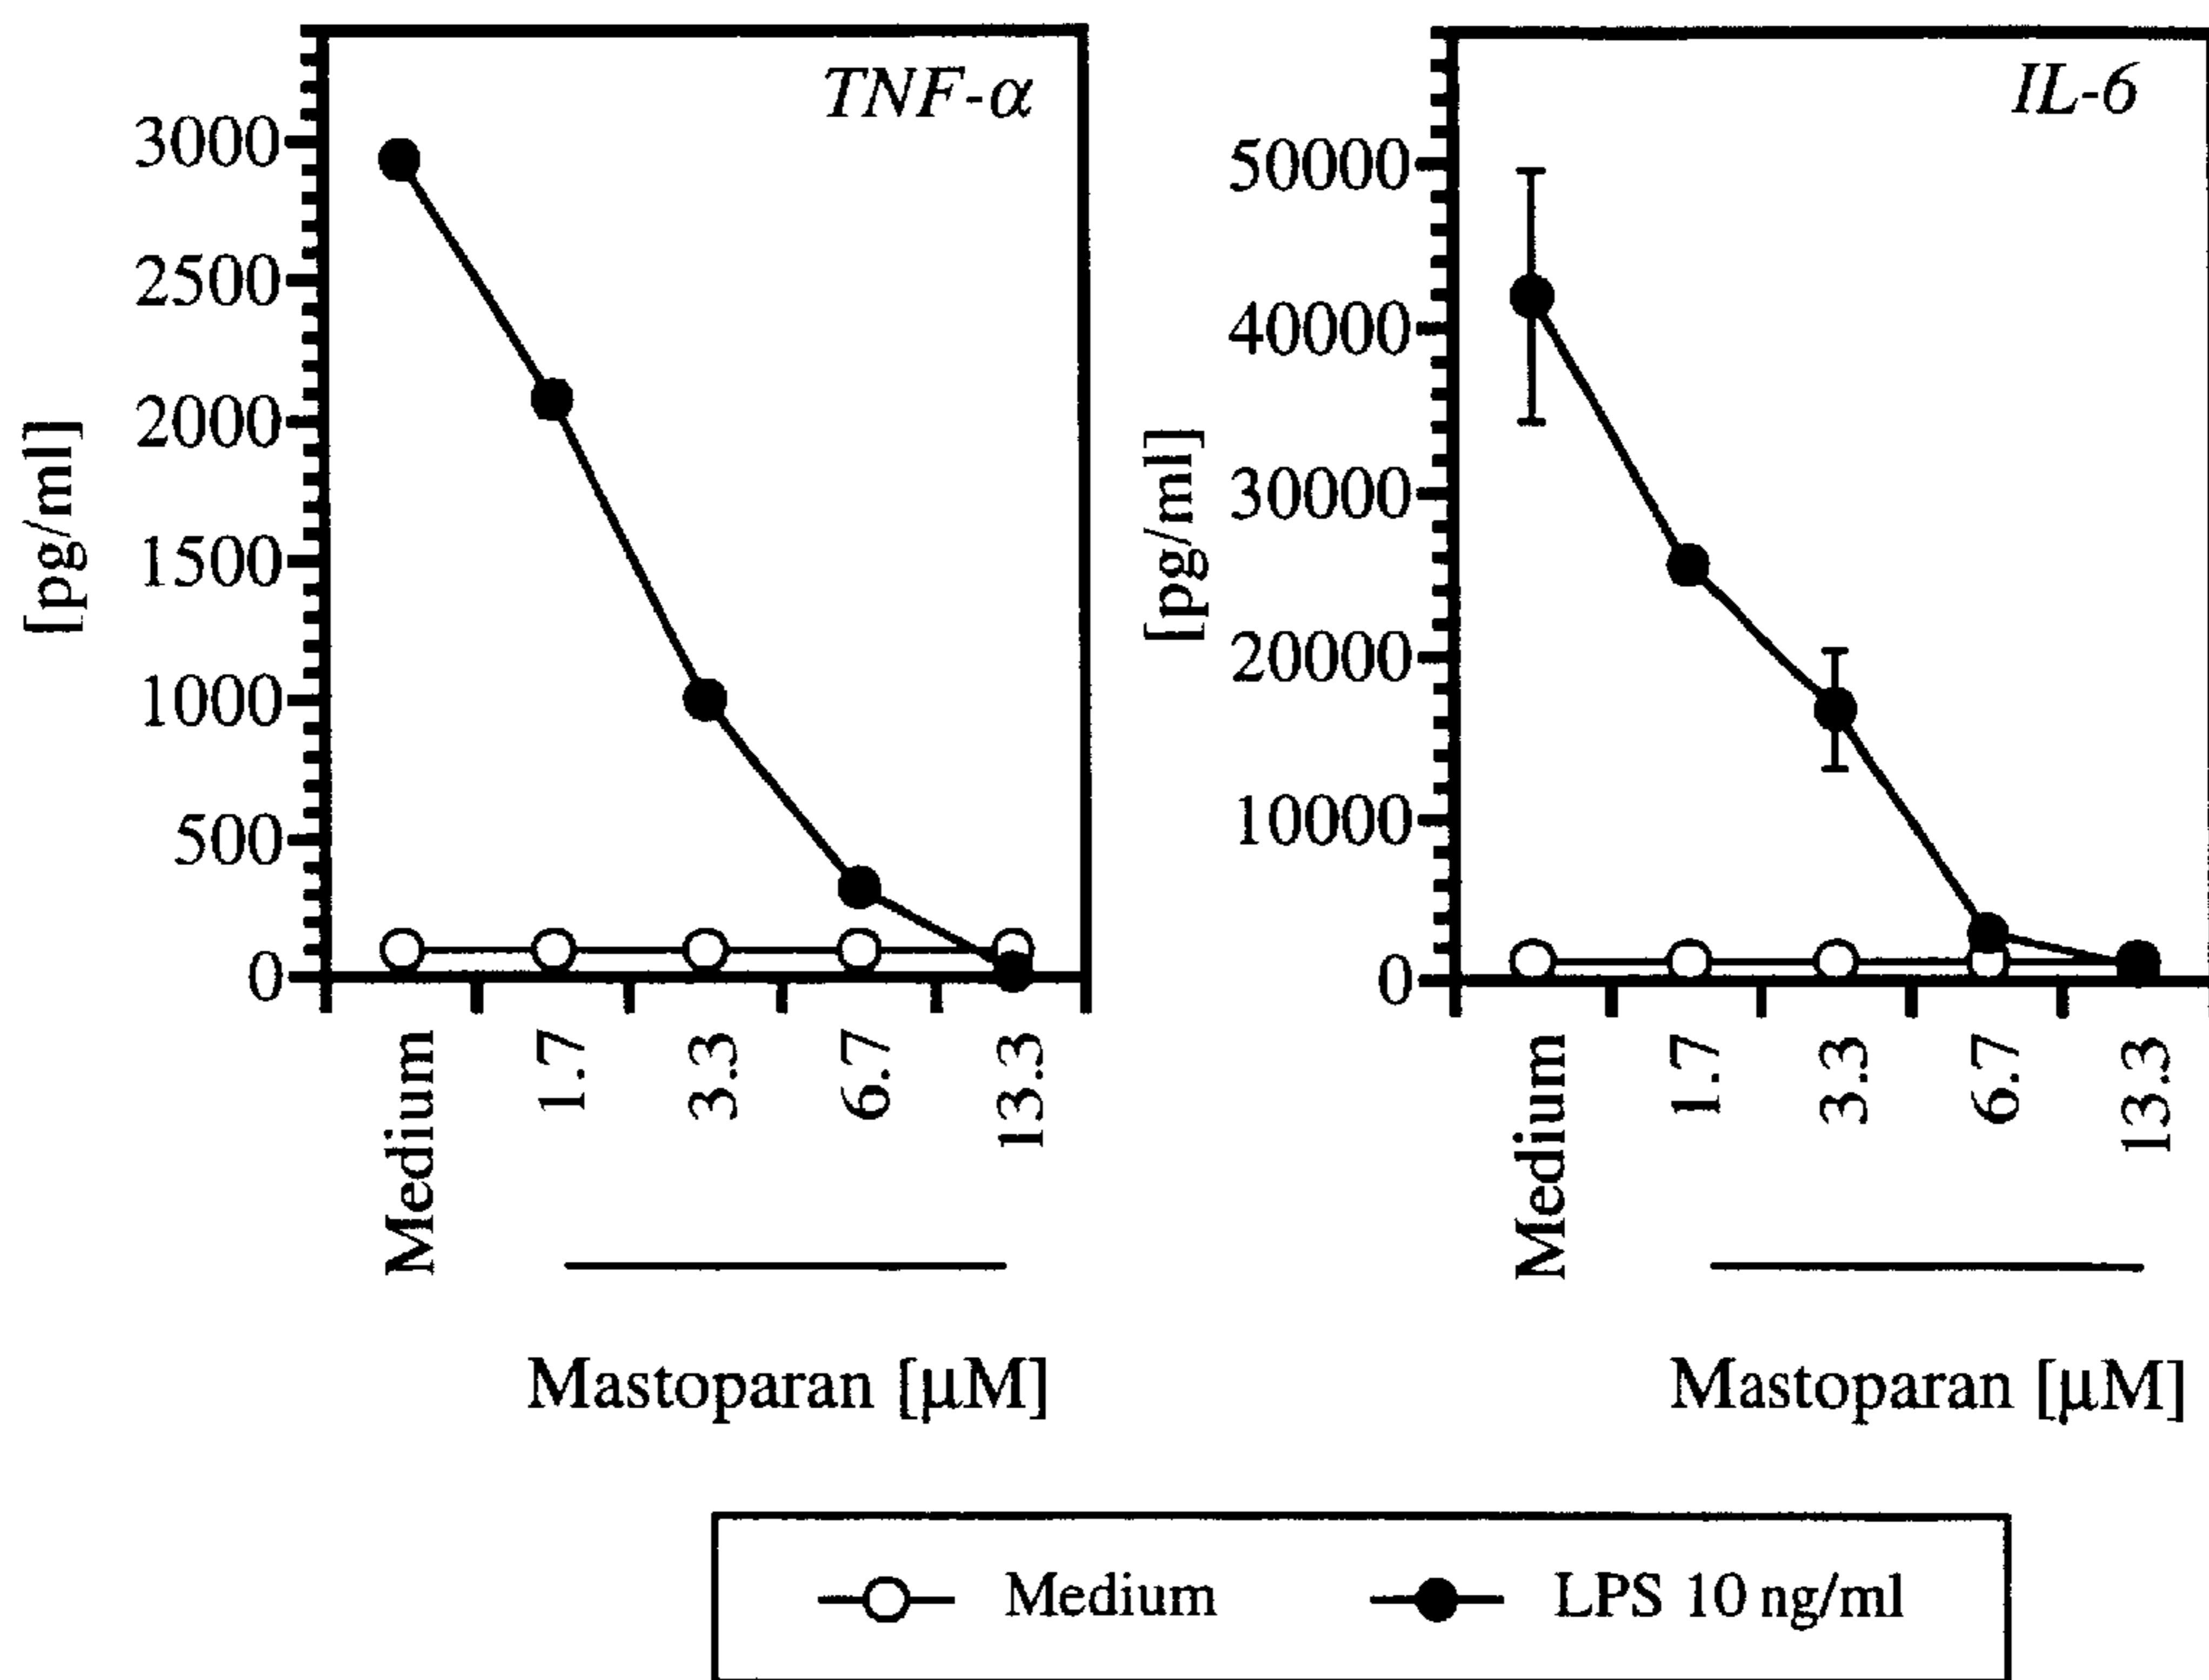 TNF-α
3000
2500
2000
1500
1000
500
0
[pg/ml]
Medium
1.7
3.3
6.7
13.3
Mastoparan [μM]
IL-6
50000
40000
30000
20000
10000
0
[pg/ml]
Medium
1.7
3.3
6.7
13.3
Mastoparan [μM]
Medium
LPS 10 ng/ml